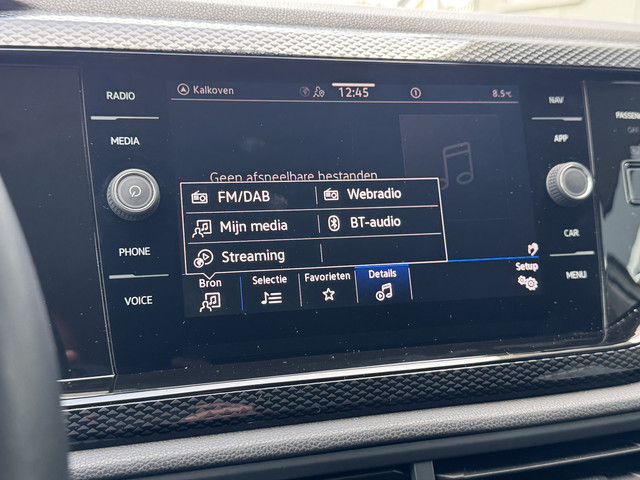 RADIO
MEDIA
PHONE
VOICE
Kalkoven
12:45
1
8.5°C
Geen afspeelbare bestanden
FM/DAB
Webradio
Mijn media
BT-audio
Streaming
Bron
Selectie
Favorieten
Details
Setup
NAV
APP
CAR
MENU